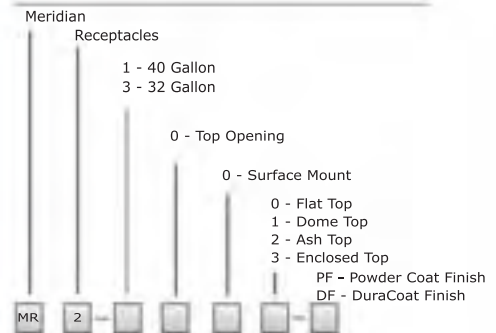 Meridian
Receptacles
1 - 40 Gallon
3 - 32 Gallon
0 - Top Opening
0 - Surface Mount
0 - Flat Top
1 - Dome Top
2 - Ash Top
3 - Enclosed Top
PF - Powder Coat Finish
DF - DuraCoat Finish
MR 2 - -